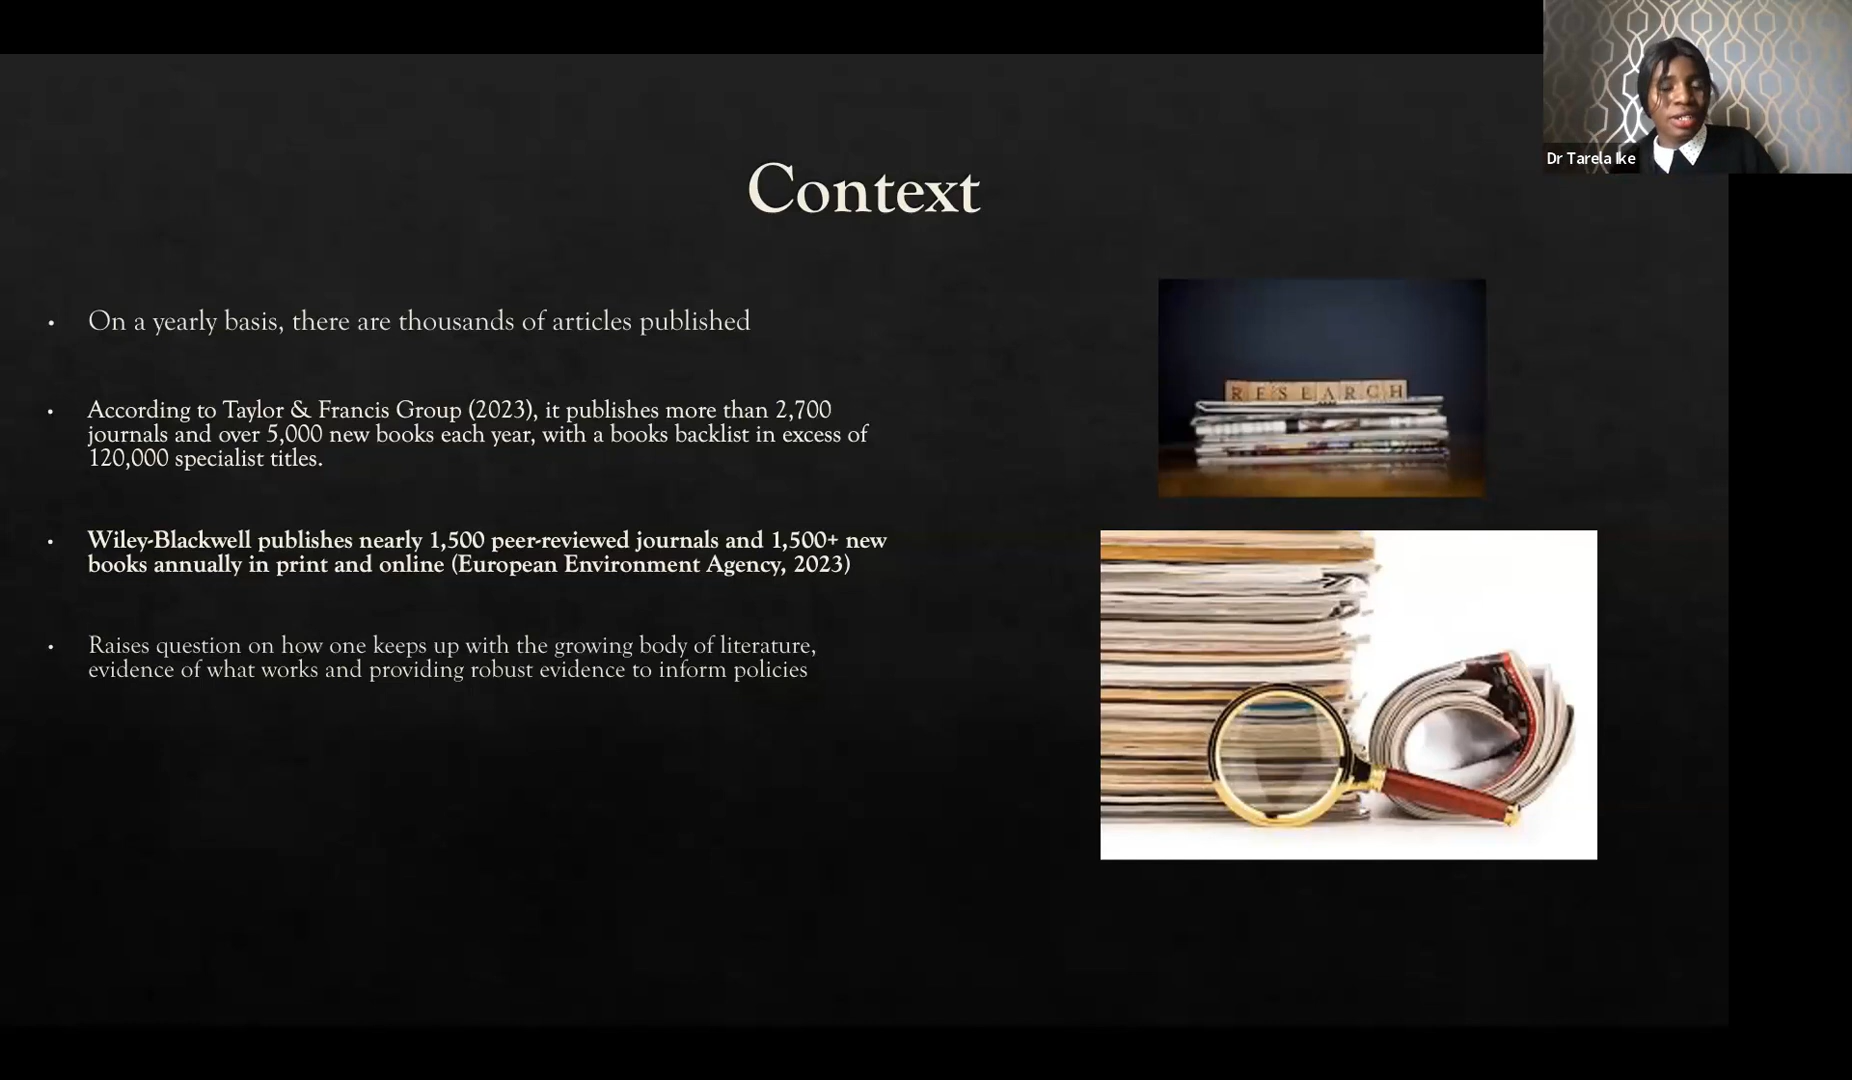 Dr Tarela Ike
Context
• On a yearly basis, there are thousands of articles published
• According to Taylor & Francis Group (2023), it publishes more than 2,700
journals and over 5,000 new books each year, with a books backlist in excess of
120,000 specialist titles.
• Wiley-Blackwell publishes nearly 1,500 peer-reviewed journals and 1,500+ new
books annually in print and online (European Environment Agency, 2023)
• Raises question on how one keeps up with the growing body of literature,
evidence of what works and providing robust evidence to inform policies
RESEARCH